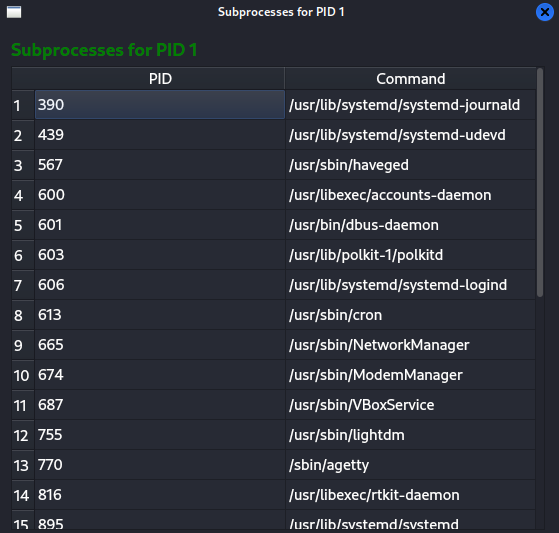 Subprocesses for PID 1
Subprocesses for PID 1
PID Command
1 390 /usr/lib/systemd/systemd-journald
2 439 /usr/lib/systemd/systemd-udevd
3 567 /usr/sbin/haveged
4 600 /usr/libexec/accounts-daemon
5 601 /usr/bin/dbus-daemon
6 603 /usr/lib/polkit-1/polkitd
7 606 /usr/lib/systemd/systemd-logind
8 613 /usr/sbin/cron
9 665 /usr/sbin/NetworkManager
10 674 /usr/sbin/ModemManager
11 687 /usr/sbin/VBoxService
12 755 /usr/sbin/lightdm
13 770 /sbin/agetty
14 816 /usr/libexec/rtkit-daemon
15 895 /usr/lib/systemd/systemd